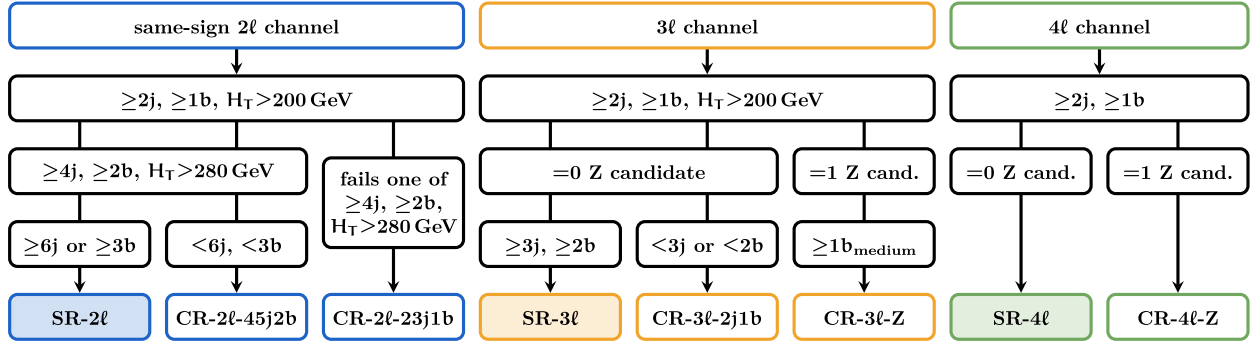 same-sign 2ℓ channel
3ℓ channel
4ℓ channel
≥2j, ≥1b, H_T>200 GeV
≥2j, ≥1b, H_T>200 GeV
≥2j, ≥1b
≥4j, ≥2b, H_T>280 GeV
fails one of
≥4j, ≥2b,
H_T>280 GeV
=0 Z candidate
=1 Z cand.
=0 Z cand.
=1 Z cand.
≥6j or ≥3b
<6j, <3b
≥3j, ≥2b
<3j or <2b
≥1b_medium
SR-2ℓ
CR-2ℓ-45j2b
CR-2ℓ-23j1b
SR-3ℓ
CR-3ℓ-2j1b
CR-3ℓ-Z
SR-4ℓ
CR-4ℓ-Z